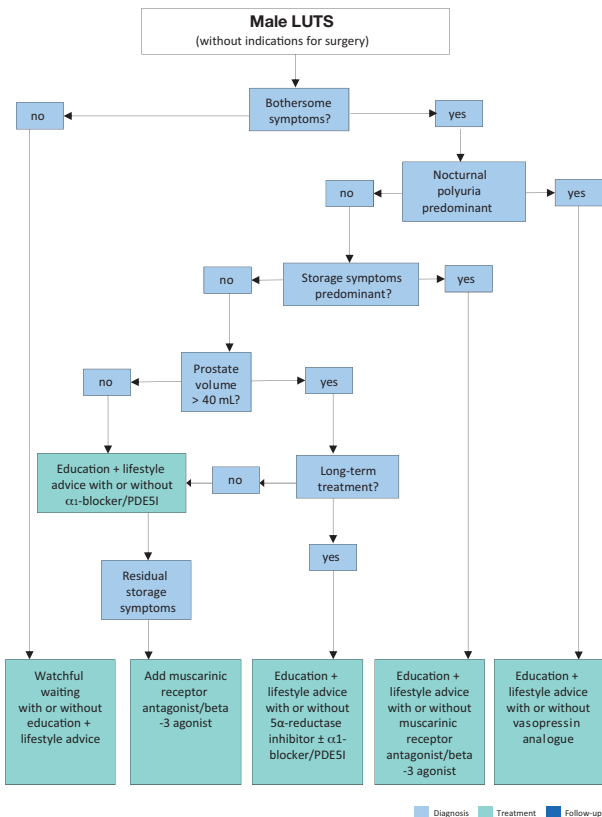 Male LUTS
(without indications for surgery)
Bothersome
symptoms?
no
yes
Nocturnal
polyuria
predominant
no
yes
Storage symptoms
predominant?
no
yes
Prostate
volume
> 40 mL?
no
yes
Education + lifestyle
advice with or without
α1-blocker/PDE5I
no
Long-term
treatment?
yes
Residual
storage
symptoms
Watchful
waiting
with or without
education +
lifestyle advice
Add muscarinic
receptor
antagonist/beta
-3 agonist
Education +
lifestyle advice
with or without
5α-reductase
inhibitor ± α1-
blocker/PDE5I
Education +
lifestyle advice
with or without
muscarinic
receptor
antagonist/beta
-3 agonist
Education +
lifestyle advice
with or without
vasopressin
analogue
Diagnosis
Treatment
Follow-up